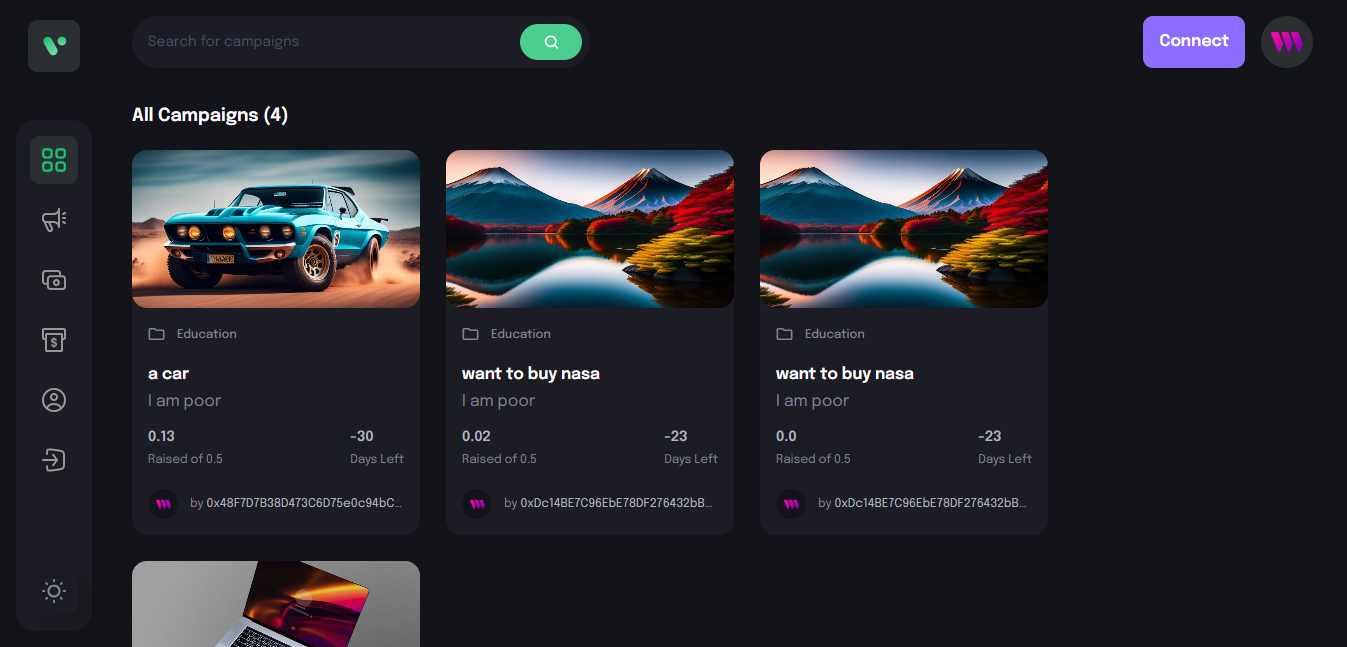 Search for campaigns
Connect
All Campaigns (4)
Education
a car
I am poor
0.13
Raised of 0.5
-30
Days Left
by 0x48F7D7B38D473C6D75e0c94bC...
Education
want to buy nasa
I am poor
0.02
Raised of 0.5
-23
Days Left
by 0xDc14BE7C96EbE78DF276432bB...
Education
want to buy nasa
I am poor
0.0
Raised of 0.5
-23
Days Left
by 0xDc14BE7C96EbE78DF276432bB...